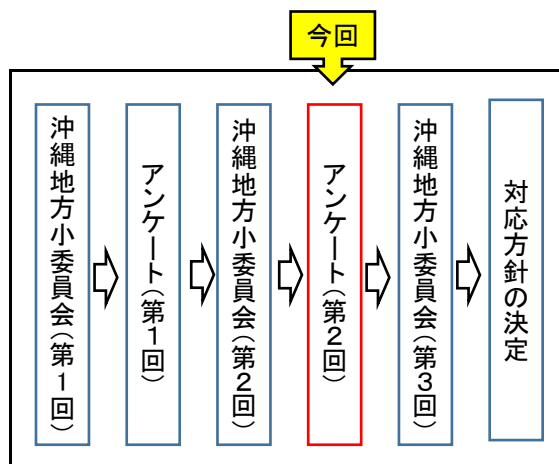 今回
沖縄地方小委員会(第1回)
アンケート(第1回)
沖縄地方小委員会(第2回)
アンケート(第2回)
沖縄地方小委員会(第3回)
対応方針の決定